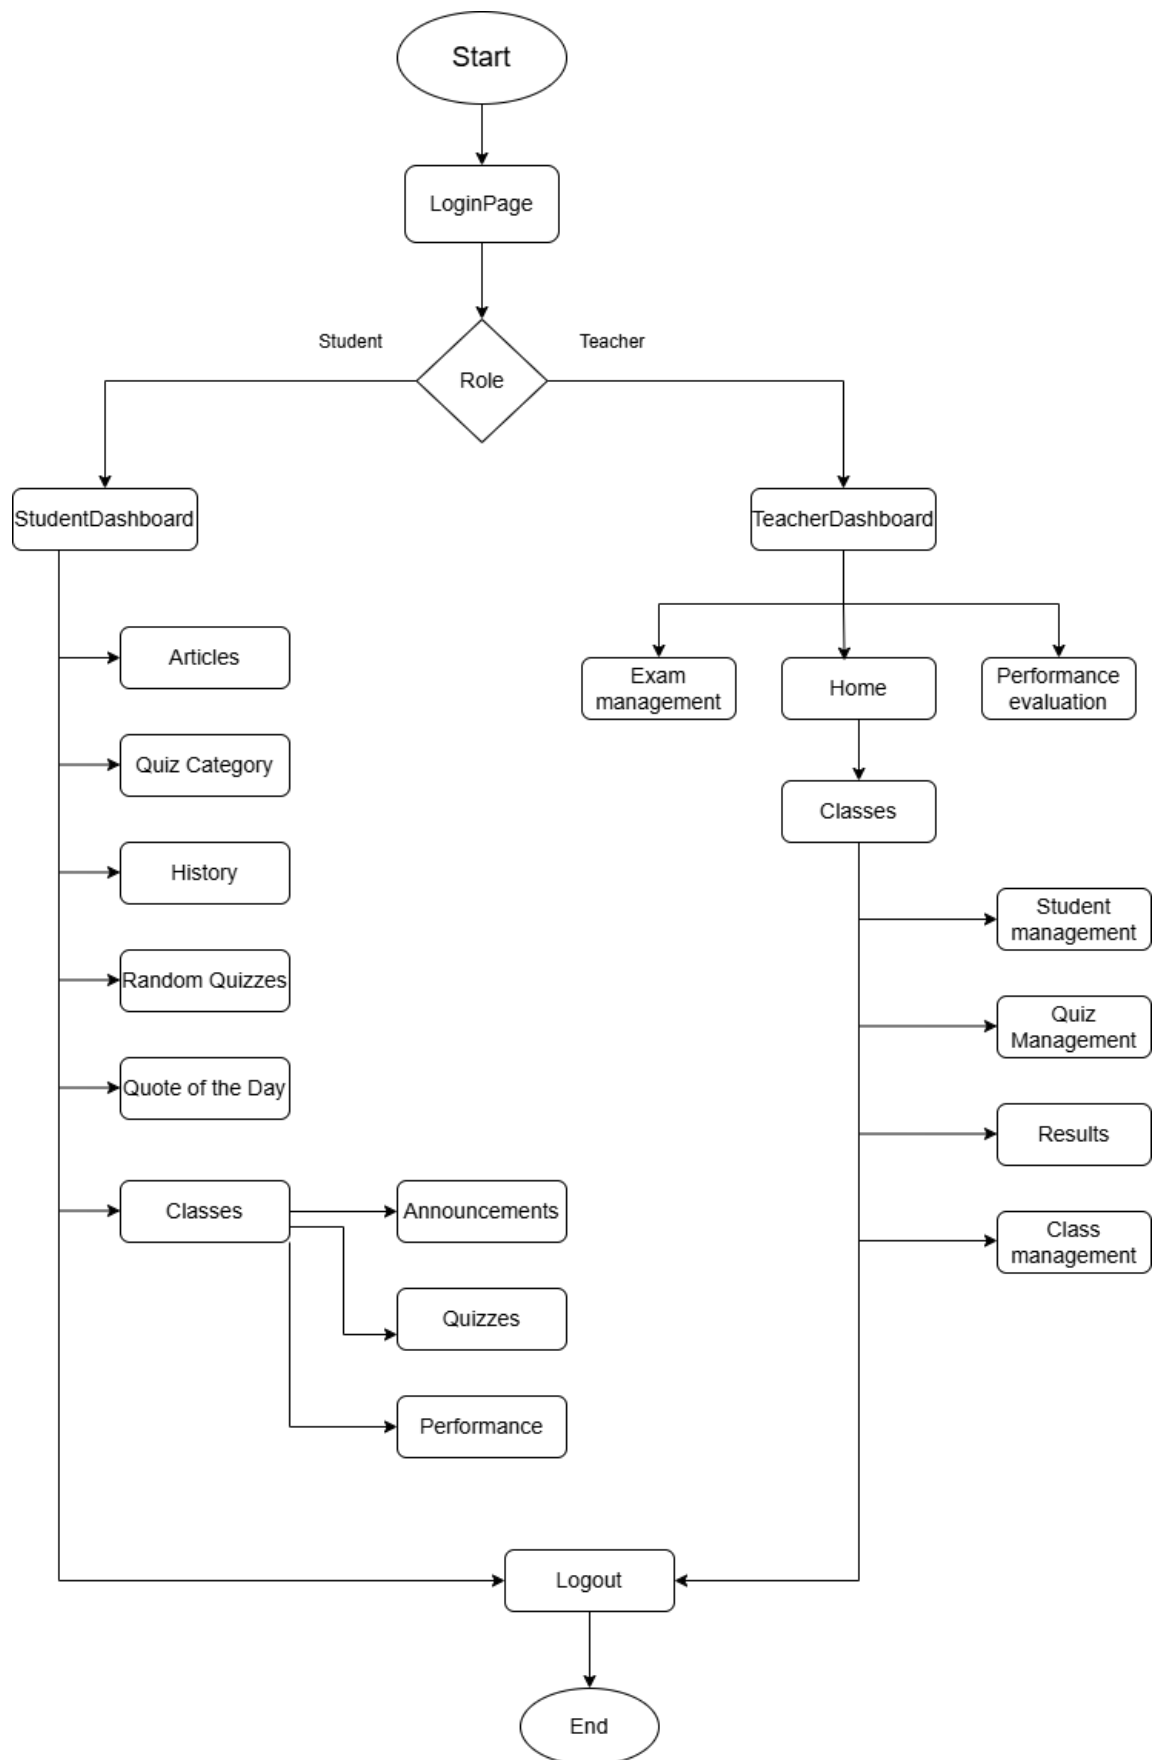 Start
LoginPage
Student
Teacher
Role
StudentDashboard
TeacherDashboard
Articles
Exam
management
Home
Performance
evaluation
Quiz Category
Classes
History
Student
management
Random Quizzes
Quiz
Management
Quote of the Day
Results
Classes
Announcements
Class
management
Quizzes
Performance
Logout
End